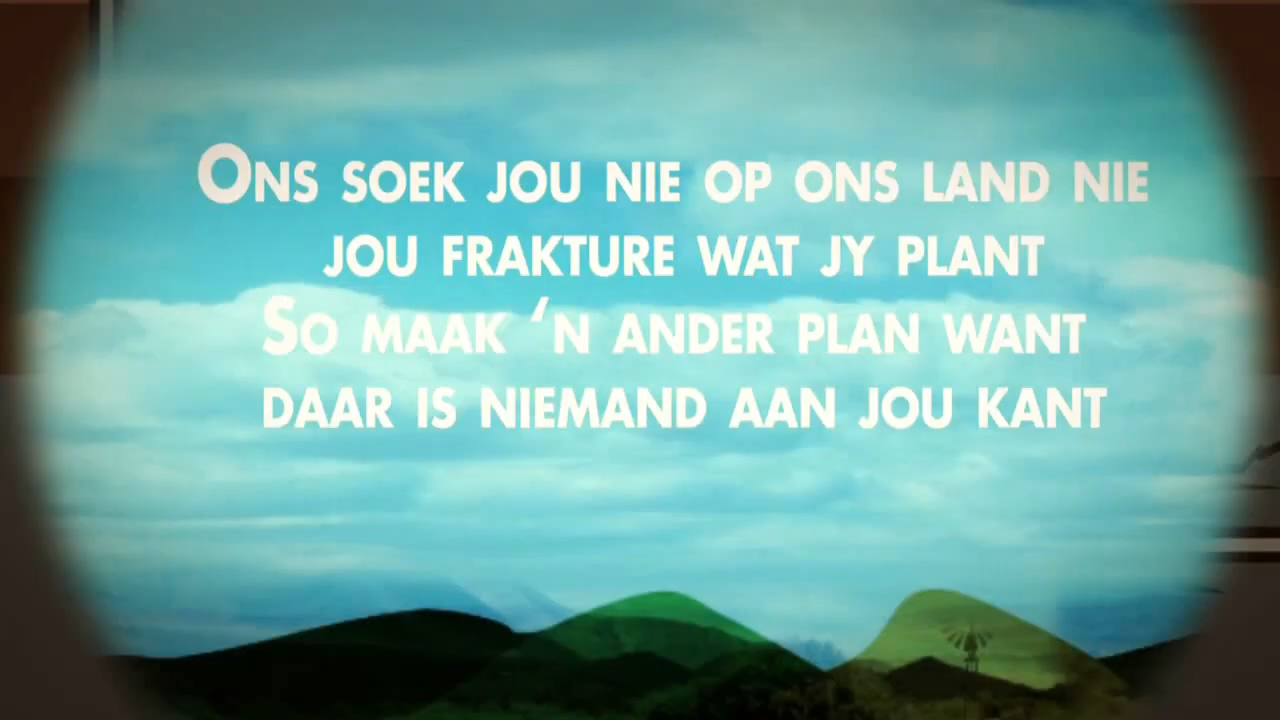 Ons soek jou nie op ons land nie
jou frakture wat jy plant
So maak ‘n ander plan want
daar is niemand aan jou kant